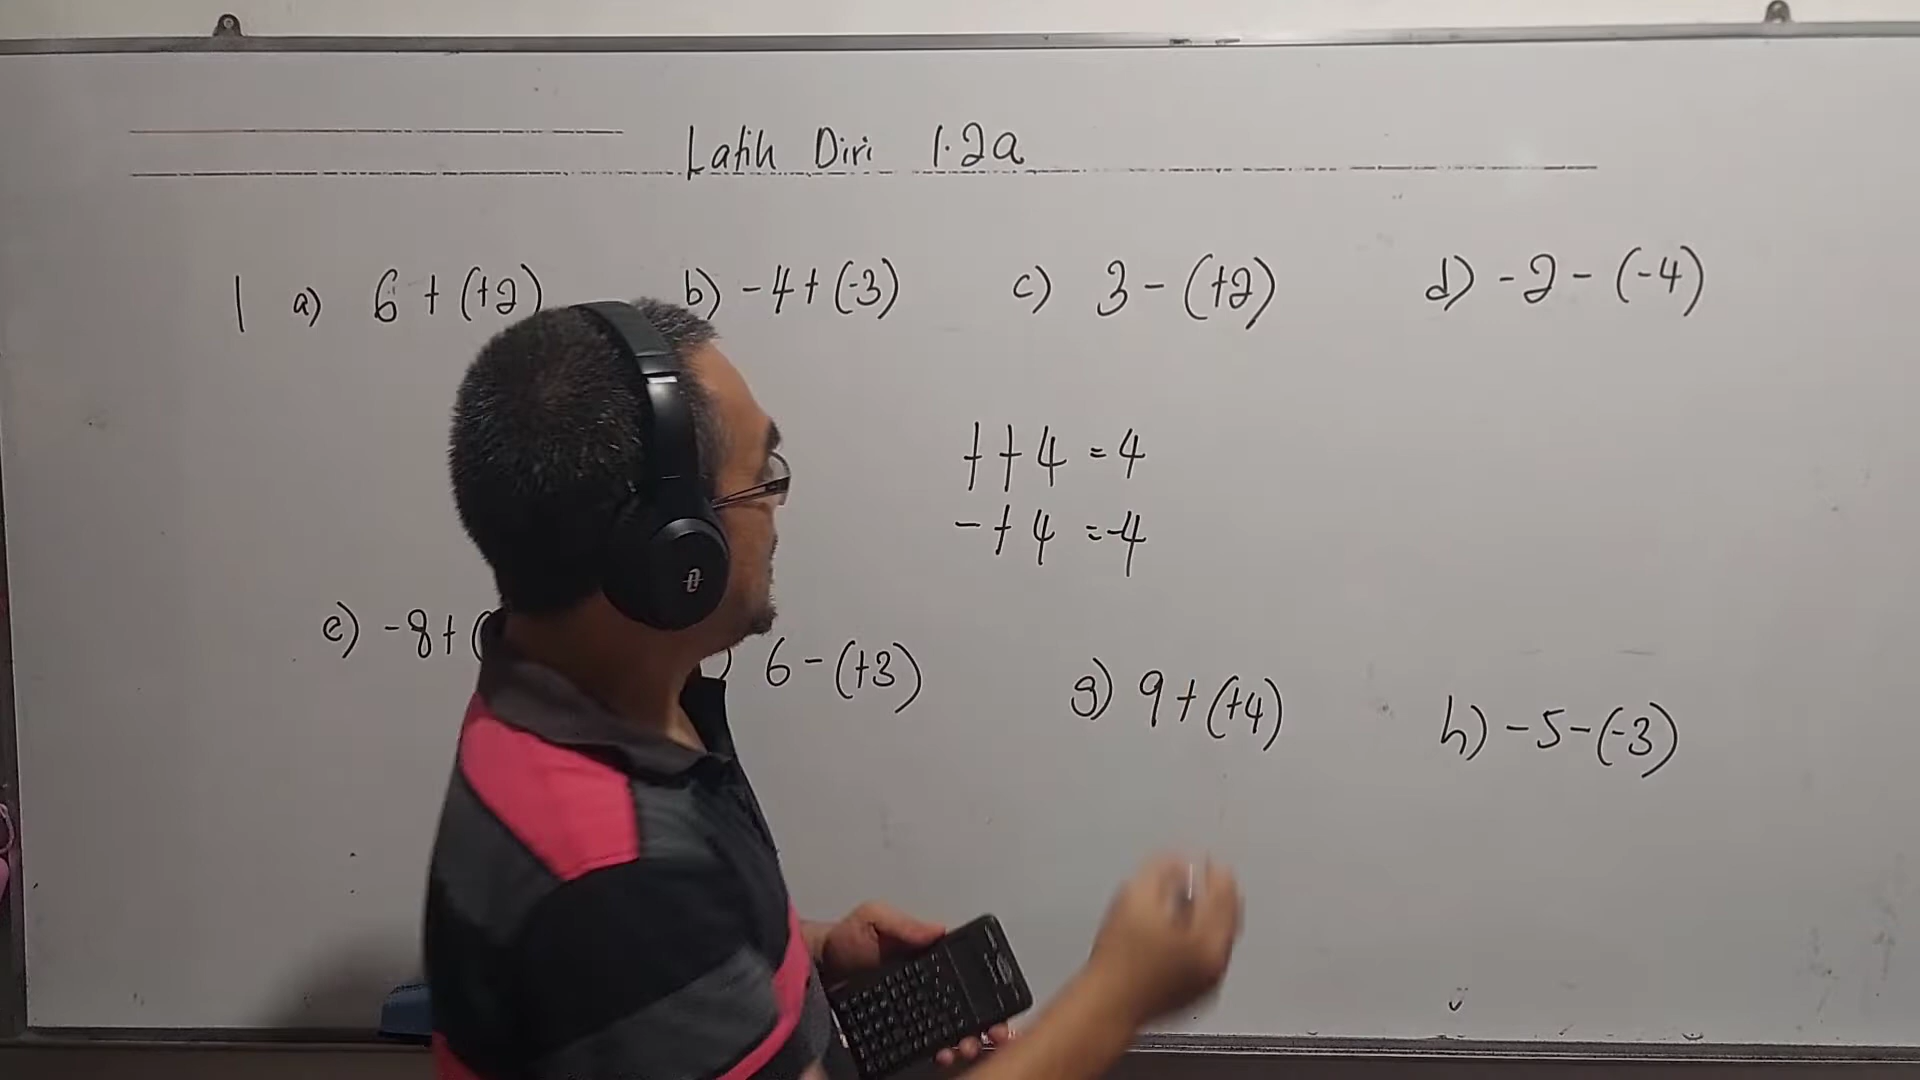 Latih Diri 1.2a
1 a) 6 + (+2) b) -4 + (-3) c) 3 - (+2) d) -2 - (-4)
+ + 4 = 4
- + 4 = -4
e) -8 + ( ) 6 - (+3) g) 9 + (+4) h) -5 - (-3)